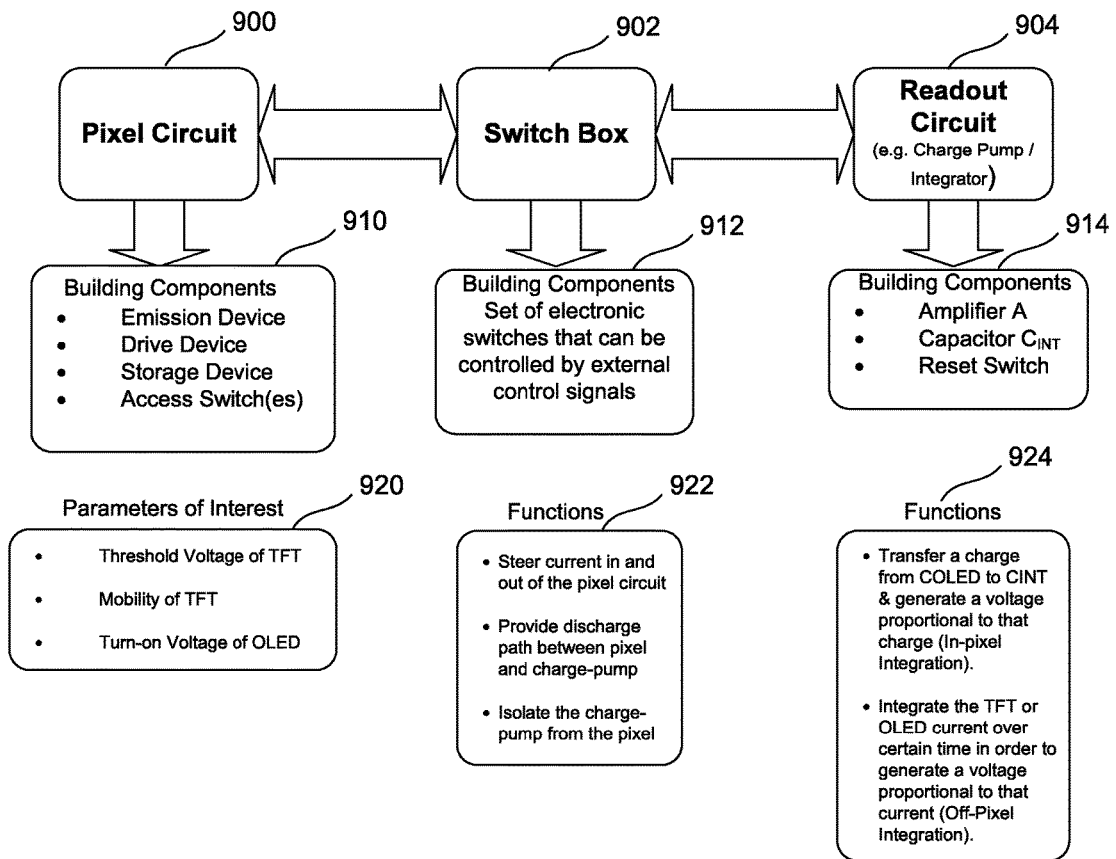 900
902
904
Pixel Circuit
Switch Box
Readout
Circuit
(e.g. Charge Pump /
Integrator)
910
912
914
Building Components
• Emission Device
• Drive Device
• Storage Device
• Access Switch(es)
Building Components
Set of electronic
switches that can be
controlled by external
control signals
Building Components
• Amplifier A
• Capacitor CINT
• Reset Switch
920
922
924
Parameters of Interest
• Threshold Voltage of TFT
• Mobility of TFT
• Turn-on Voltage of OLED
Functions
• Steer current in and
out of the pixel circuit
• Provide discharge
path between pixel
and charge-pump
• Isolate the charge-
pump from the pixel
Functions
• Transfer a charge
from COLED to CINT
& generate a voltage
proportional to that
charge (In-pixel
Integration).
• Integrate the TFT or
OLED current over
certain time in order to
generate a voltage
proportional to that
current (Off-Pixel
Integration).